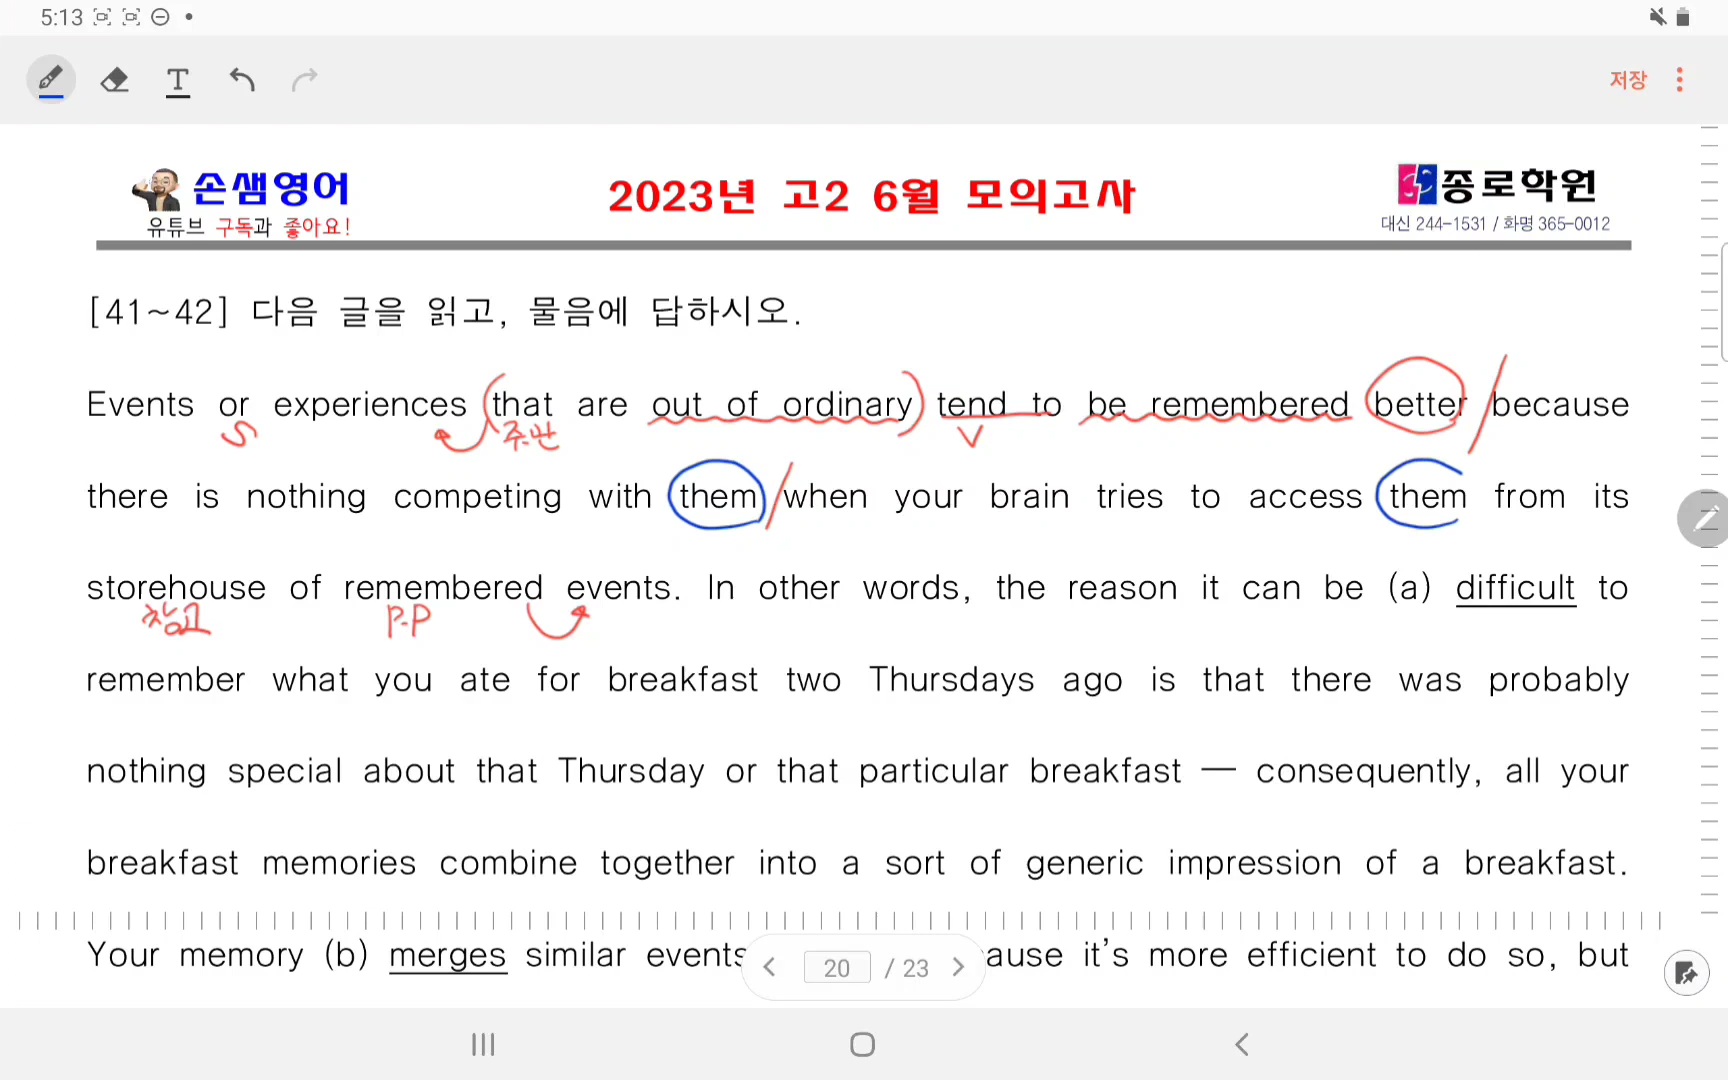 5:13
저장
손샘영어
유튜브 구독과 좋아요!
2023년 고2 6월 모의고사
종로학원
대신 244-1531 / 화명 365-0012
[41~42] 다음 글을 읽고, 물음에 답하시오.
Events or experiences (that are out of ordinary) tend to be remembered better / because
S 주.난 V
there is nothing competing with them / when your brain tries to access them from its
storehouse of remembered events. In other words, the reason it can be (a) difficult to
창고 P.P
remember what you ate for breakfast two Thursdays ago is that there was probably
nothing special about that Thursday or that particular breakfast — consequently, all your
breakfast memories combine together into a sort of generic impression of a breakfast.
Your memory (b) merges similar events ause it's more efficient to do so, but
20 / 23